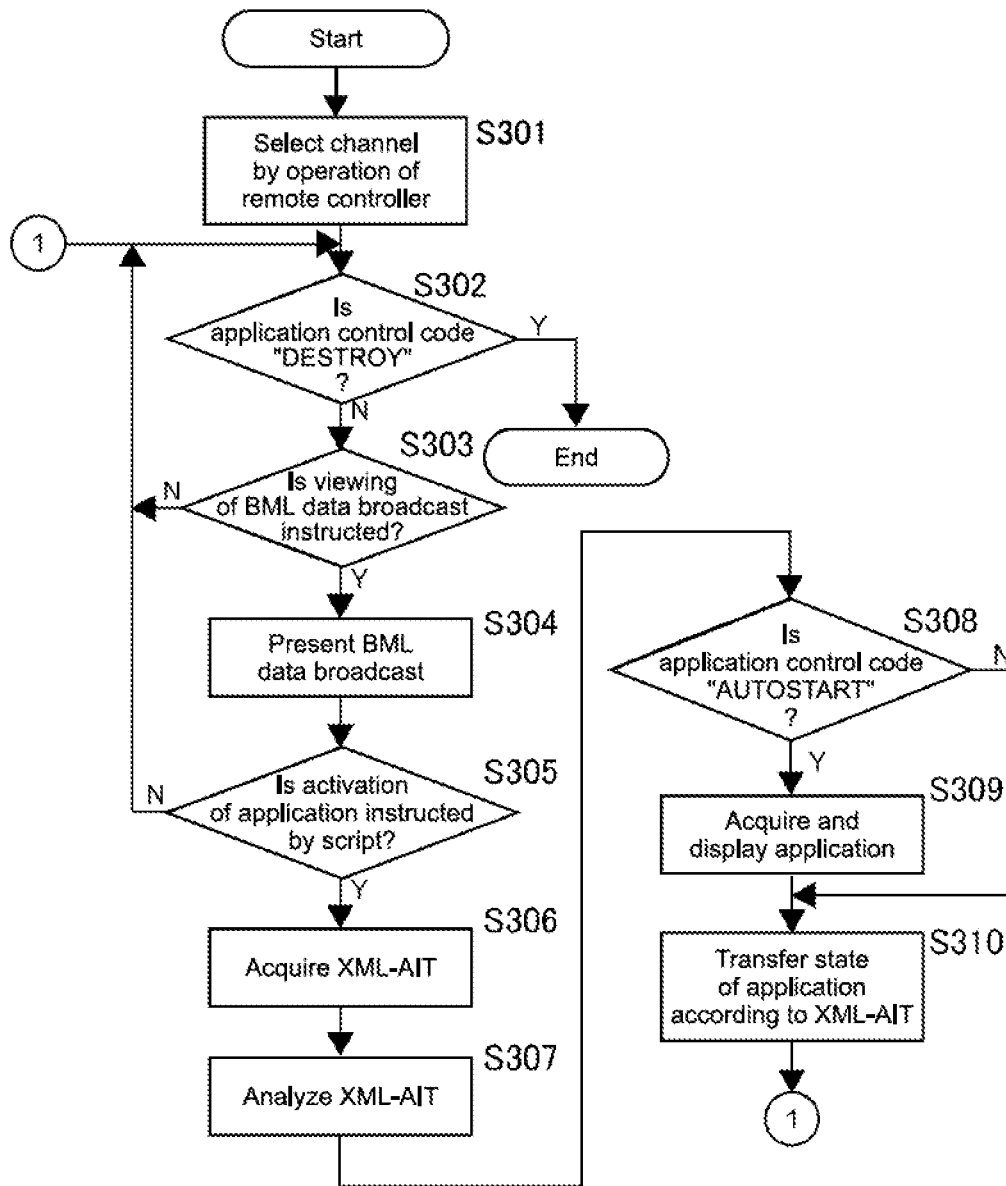 Start
S301
Select channel
by operation of
remote controller
1
S302
Is
application control code
"DESTROY"
?
Y
N
End
S303
Is viewing
of BML data broadcast
instructed?
N
Y
S304
Present BML
data broadcast
S305
Is activation
of application instructed
by script?
N
Y
S306
Acquire XML-AIT
S307
Analyze XML-AIT
S308
Is
application control code
"AUTOSTART"
?
N
Y
S309
Acquire and
display application
S310
Transfer state
of application
according to XML-AIT
1